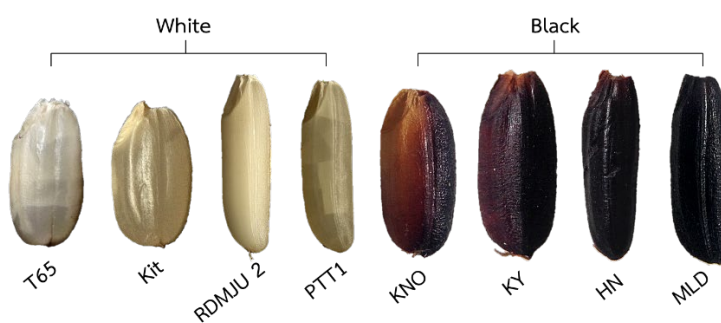 White
Black
T65
Kit
RDMJU 2
PTT1
KNO
KY
HN
MLD